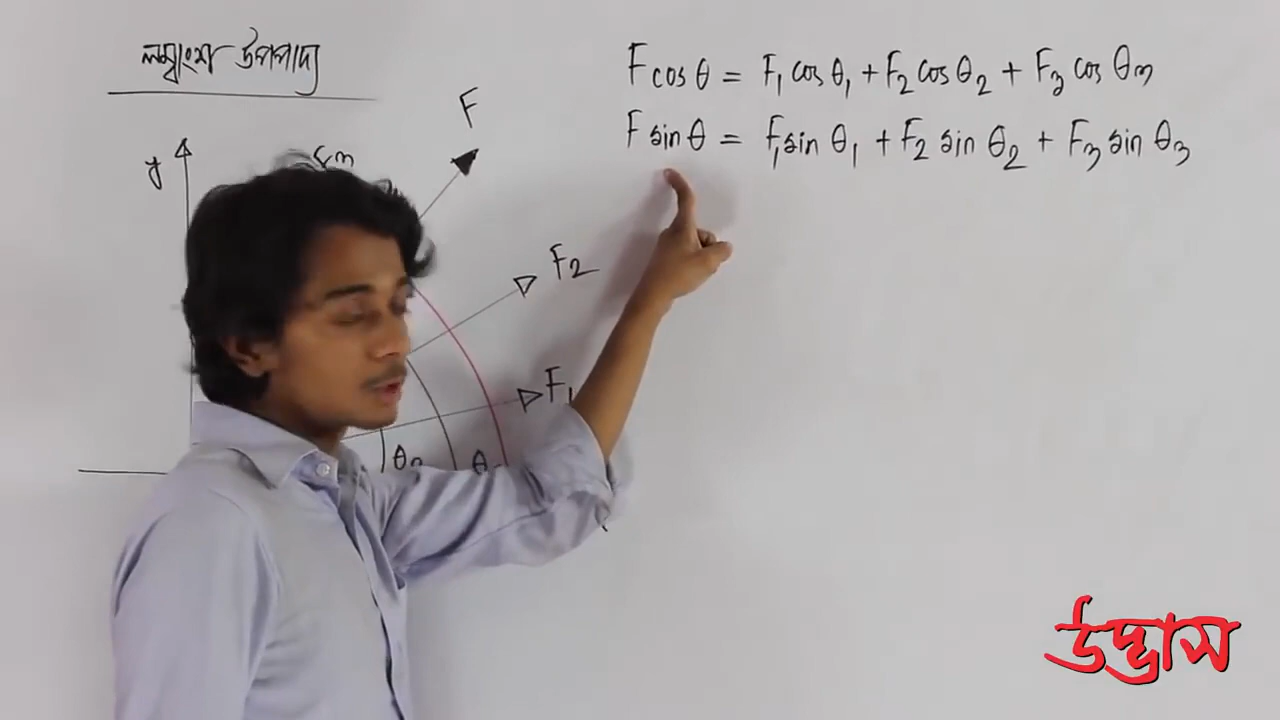 লম্বাংশ উপপাদ্য
F cos θ = F₁ cos θ₁ + F₂ cos θ₂ + F₃ cos θ₃
F sin θ = F₁ sin θ₁ + F₂ sin θ₂ + F₃ sin θ₃
F
y
F₂
F₁
θ
উদ্ভাস